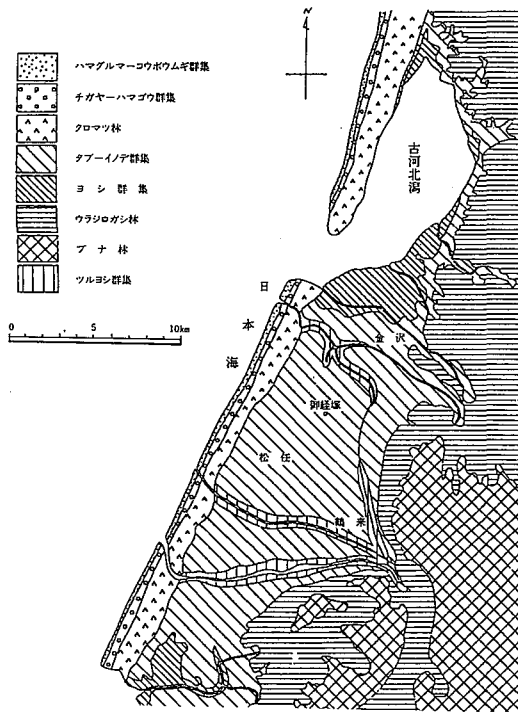 N
ハマグルマーコウボウムギ群集
チガヤーハマゴウ群集
クロマツ林
タブーイノデ群集
ヨシ群集
ウラジロガシ林
ブナ林
ツルヨシ群集
0 5 10km
古河北潟
日本海
金沢
御経塚
松任
鶴来